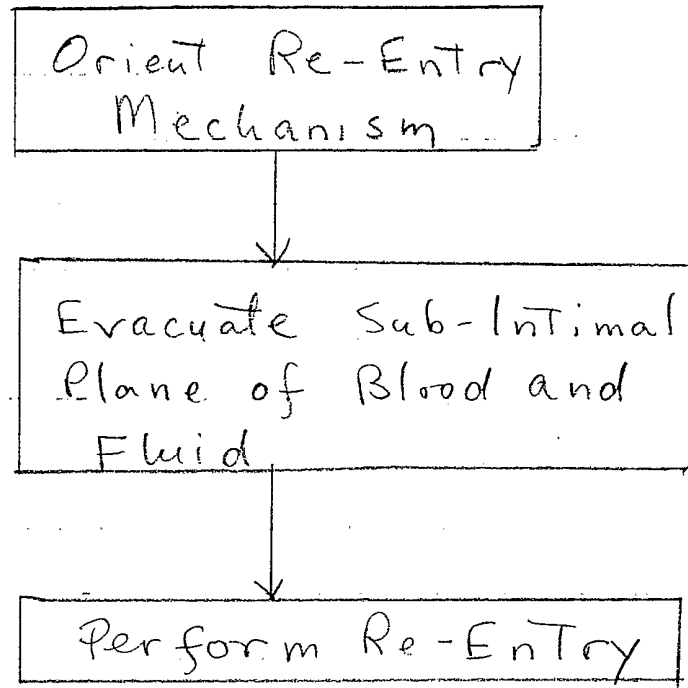 Orient Re-Entry
Mechanism
Evacuate Sub-Intimal
Plane of Blood and
Fluid
Perform Re-Entry